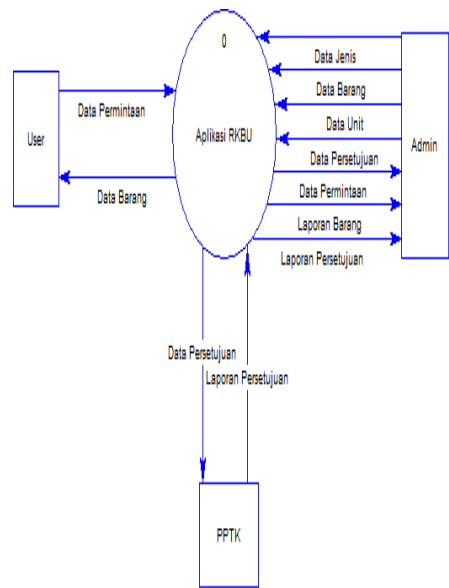 0
Data Jenis
Data Barang
Data Unit
Data Persetujuan
Data Permintaan
Laporan Barang
Laporan Persetujuan
Admin
Aplikasi RKBU
User
Data Permintaan
Data Barang
Data Persetujuan
Laporan Persetujuan
PPTK